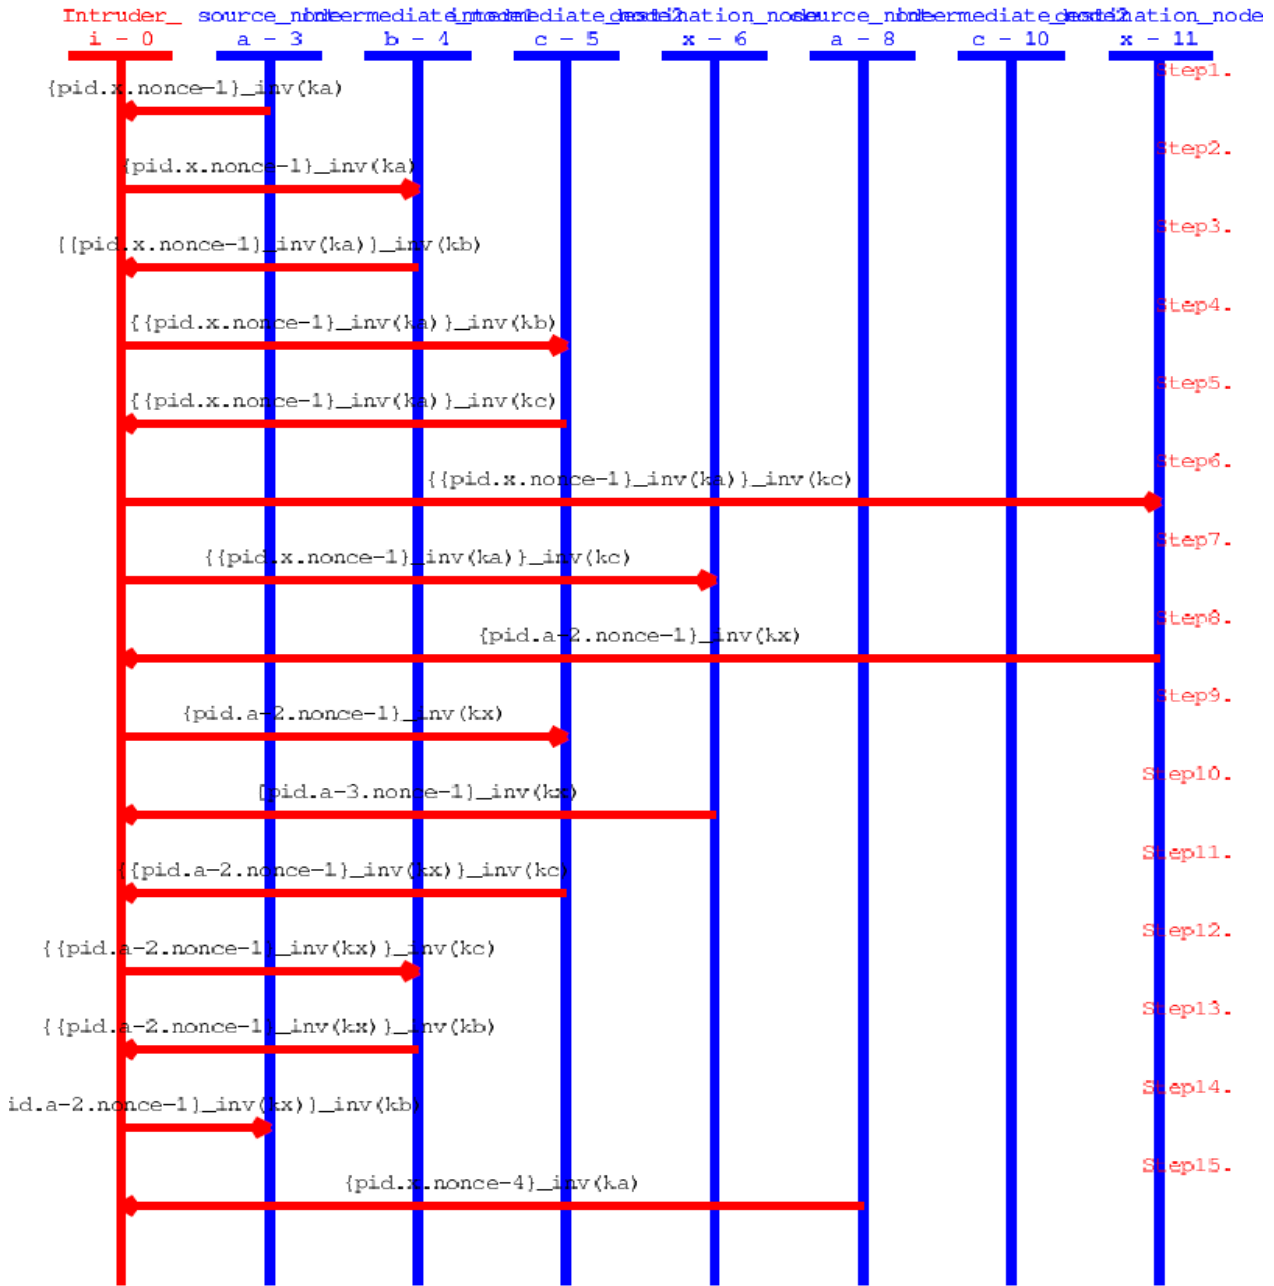 Intruder_ source_node intermediate_node1 intermediate_node2 destination_node source_node intermediate_node2 destination_node
i - 0 a - 3 b - 4 c - 5 x - 6 a - 8 c - 10 x - 11
Step1.
{pid.x.nonce-1}_inv(ka)
Step2.
{pid.x.nonce-1}_inv(ka)
Step3.
{{pid.x.nonce-1}_inv(ka)}_inv(kb)
Step4.
{{pid.x.nonce-1}_inv(ka)}_inv(kb)
Step5.
{{pid.x.nonce-1}_inv(ka)}_inv(kc)
Step6.
{{pid.x.nonce-1}_inv(ka)}_inv(kc)
Step7.
{{pid.x.nonce-1}_inv(ka)}_inv(kc)
Step8.
{pid.a-2.nonce-1}_inv(kx)
Step9.
{pid.a-2.nonce-1}_inv(kx)
Step10.
{pid.a-3.nonce-1}_inv(kx)
Step11.
{{pid.a-2.nonce-1}_inv(kx)}_inv(kc)
Step12.
{{pid.a-2.nonce-1}_inv(kx)}_inv(kc)
Step13.
{{pid.a-2.nonce-1}_inv(kx)}_inv(kb)
Step14.
id.a-2.nonce-1}_inv(kx)}_inv(kb)
Step15.
{pid.x.nonce-4}_inv(ka)